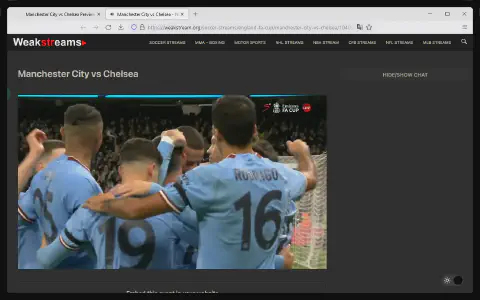 Manchester City vs Chelsea Preview
Manchester City vs Chelsea
Weakstreams
SOCCER STREAMS
MMA - BOXING
MOTOR SPORTS
NHL STREAMS
NBA STREAM
CFB STREAMS
NFL STREAMS
MLB STREAMS
Manchester City vs Chelsea
HIDE/SHOW CHAT
Emirates
FA CUP
RODRIGO
16
19